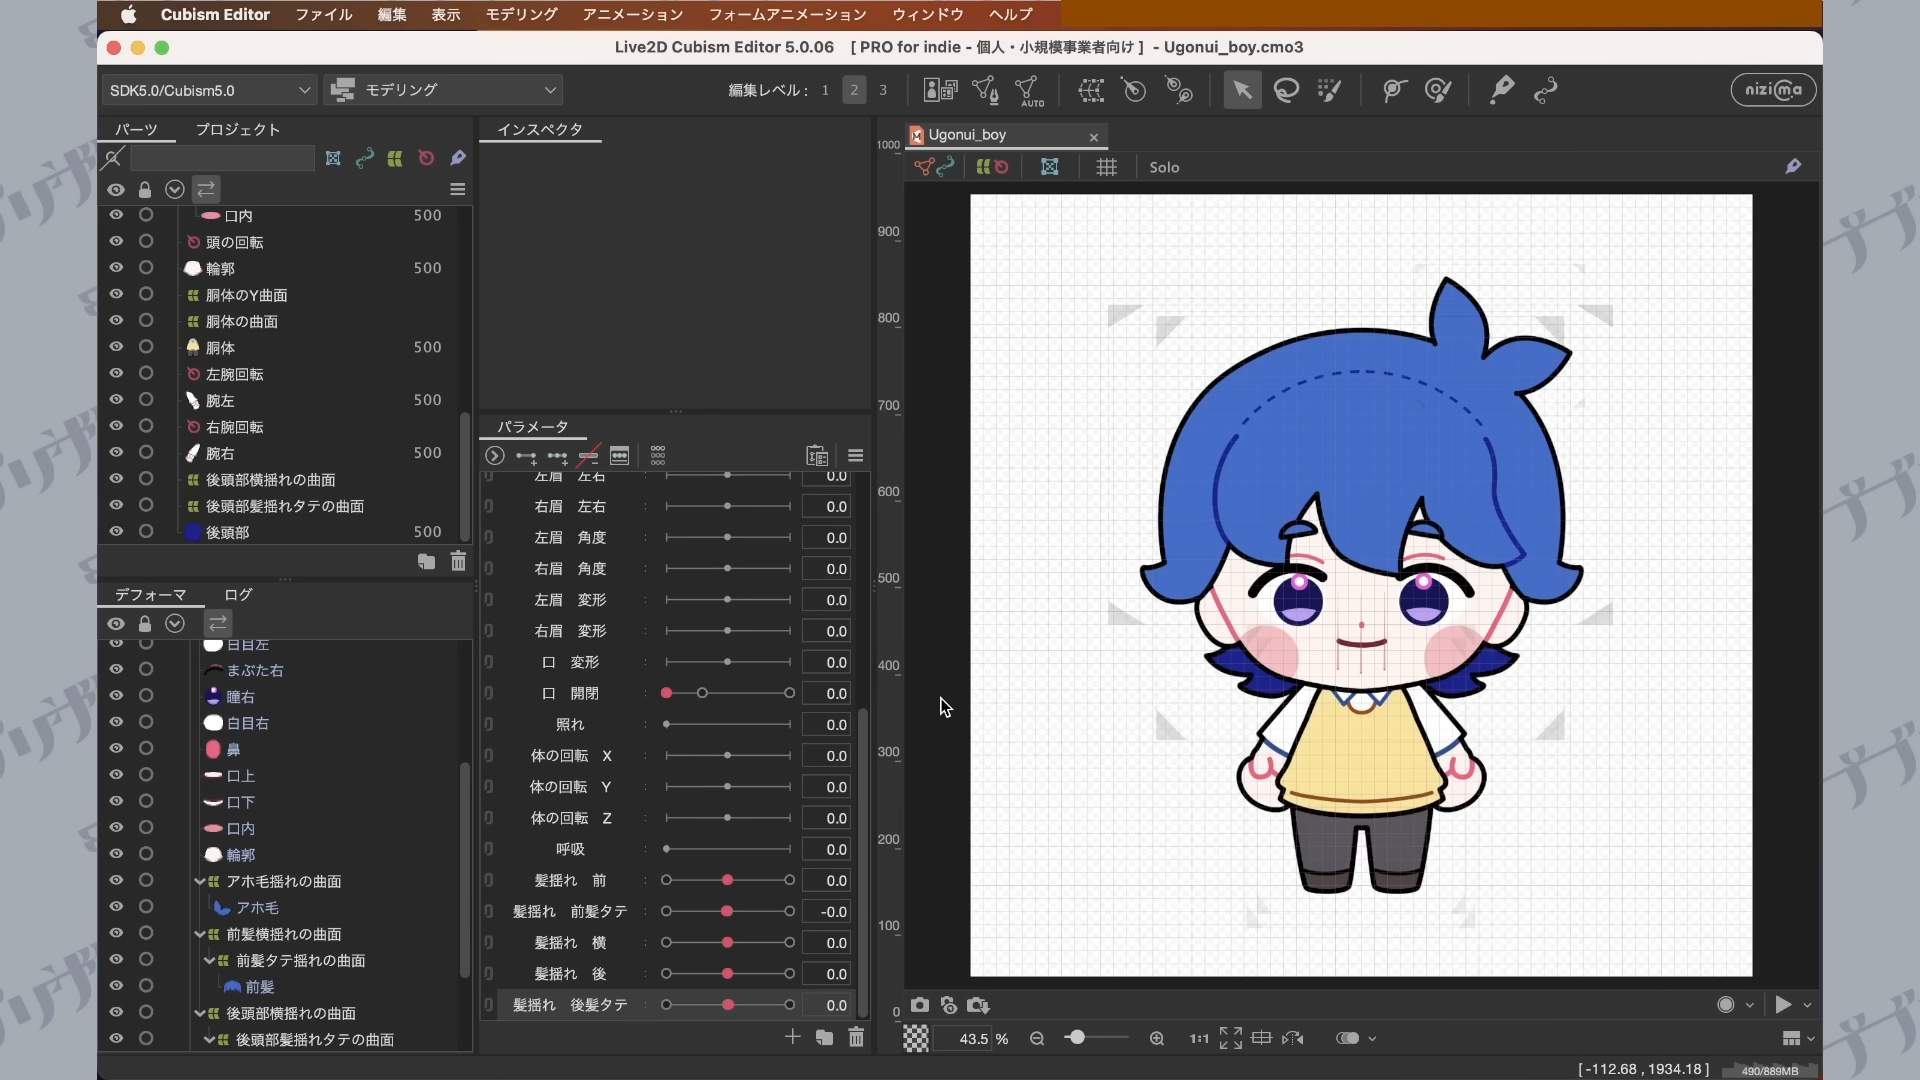 Cubism Editor ファイル 編集 表示 モデリング アニメーション フォームアニメーション ウィンドウ ヘルプ
Live2D Cubism Editor 5.0.06 [ PRO for indie - 個人・小規模事業者向け ] - Ugonui_boy.cmo3
SDK5.0/Cubism5.0 モデリング 編集レベル： 1 2 3 AUTO nizima
パーツ プロジェクト
口内 500
頭の回転
輪郭 500
胴体のY曲面
胴体の曲面
胴体 500
左腕回転
腕左 500
右腕回転
腕右 500
後頭部横揺れの曲面
後頭部髪揺れタテの曲面
後頭部 500
デフォーマ ログ
白目左
まぶた右
瞳右
白目右
鼻
口上
口下
口内
輪郭
アホ毛揺れの曲面
アホ毛
前髪横揺れの曲面
前髪タテ揺れの曲面
前髪
後頭部横揺れの曲面
後頭部髪揺れタテの曲面
インスペクタ
パラメータ
左眉 左右 0.0
右眉 左右 0.0
左眉 角度 0.0
右眉 角度 0.0
左眉 変形 0.0
右眉 変形 0.0
口 変形 0.0
口 開閉 0.0
照れ 0.0
体の回転 X 0.0
体の回転 Y 0.0
体の回転 Z 0.0
呼吸 0.0
髪揺れ 前 0.0
髪揺れ 前髪タテ -0.0
髪揺れ 横 0.0
髪揺れ 後 0.0
髪揺れ 後髪タテ 0.0
Ugonui_boy
Solo
1000
900
800
700
600
500
400
300
200
100
0
43.5 % 1:1
[ -112.68 , 1934.18 ] 490/889MB